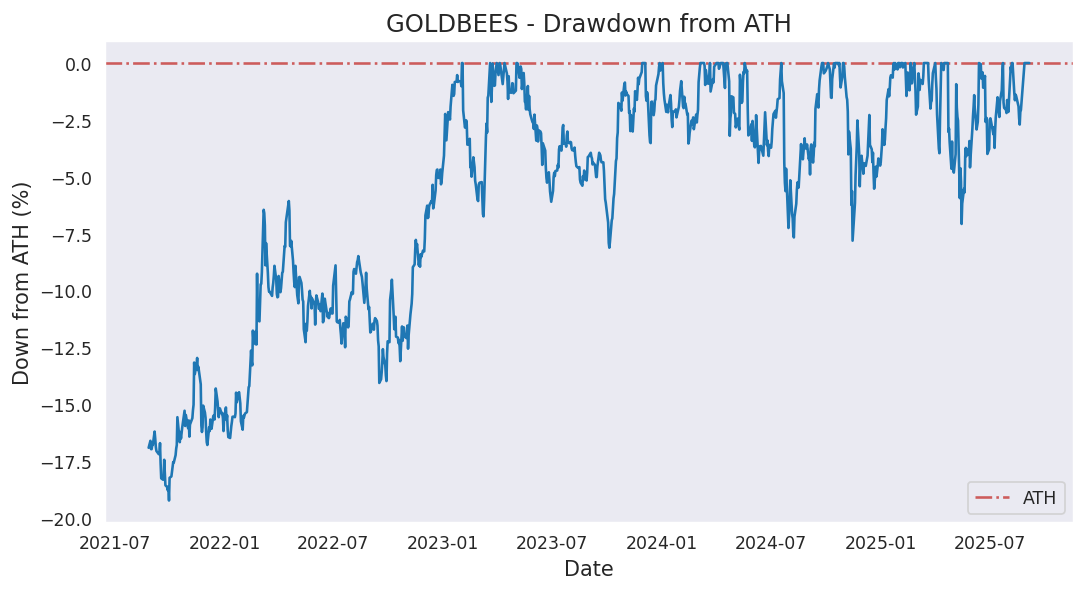 GOLDBEES - Drawdown from ATH
Down from ATH (%)
0.0
−2.5
−5.0
−7.5
−10.0
−12.5
−15.0
−17.5
−20.0
ATH
2021-07 2022-01 2022-07 2023-01 2023-07 2024-01 2024-07 2025-01 2025-07
Date